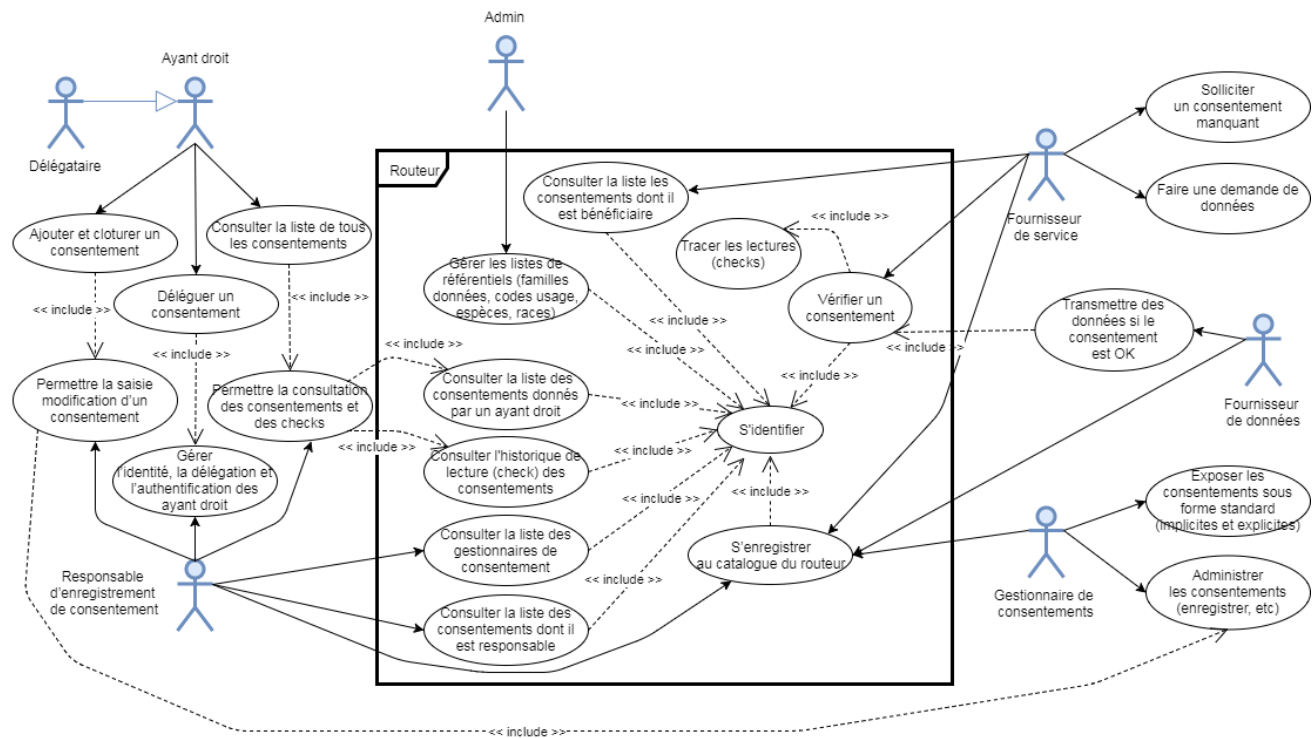 Admin
Ayant droit
Délégataire
Routeur
Solliciter
un consentement
manquant
Fournisseur
de service
Faire une demande de
données
Consulter la liste les
consentements dont il
est bénéficiaire
<< include >>
Tracer les lectures
(checks)
Ajouter et cloturer un
consentement
Consulter la liste de tous
les consentements
Gérer les listes de
référentiels (familles
données, codes usage,
espèces, races)
Déléguer un
consentement
Vérifier un
consentement
Transmettre des
données si le
consentement
est OK
<< include >>
<< include >>
<< include >>
<< include >>
<< include >>
<< include >>
<< include >>
<< include >>
<< include >>
Fournisseur
de données
Permettre la saisie
modification d'un
consentement
Permettre la consultation
des consentements et
des checks
Consulter la liste des
consentements donnés
par un ayant droit
<< include >>
S'identifier
<< include >>
<< include >>
Gérer
l'identité, la délégation et
l'authentification des
ayant droit
Consulter l'historique de
lecture (check) des
consentements
Exposer les
consentements sous
forme standard
(implicites et explicites)
<< include >>
<< include >>
Consulter la liste des
gestionnaires de
consentement
S'enregistrer
au catalogue du routeur
Responsable
d'enregistrement
de consentement
<< include >>
Gestionnaire de
consentements
Administrer
les consentements
(enregistrer, etc)
Consulter la liste des
consentements dont il
est responsable
<< include >>